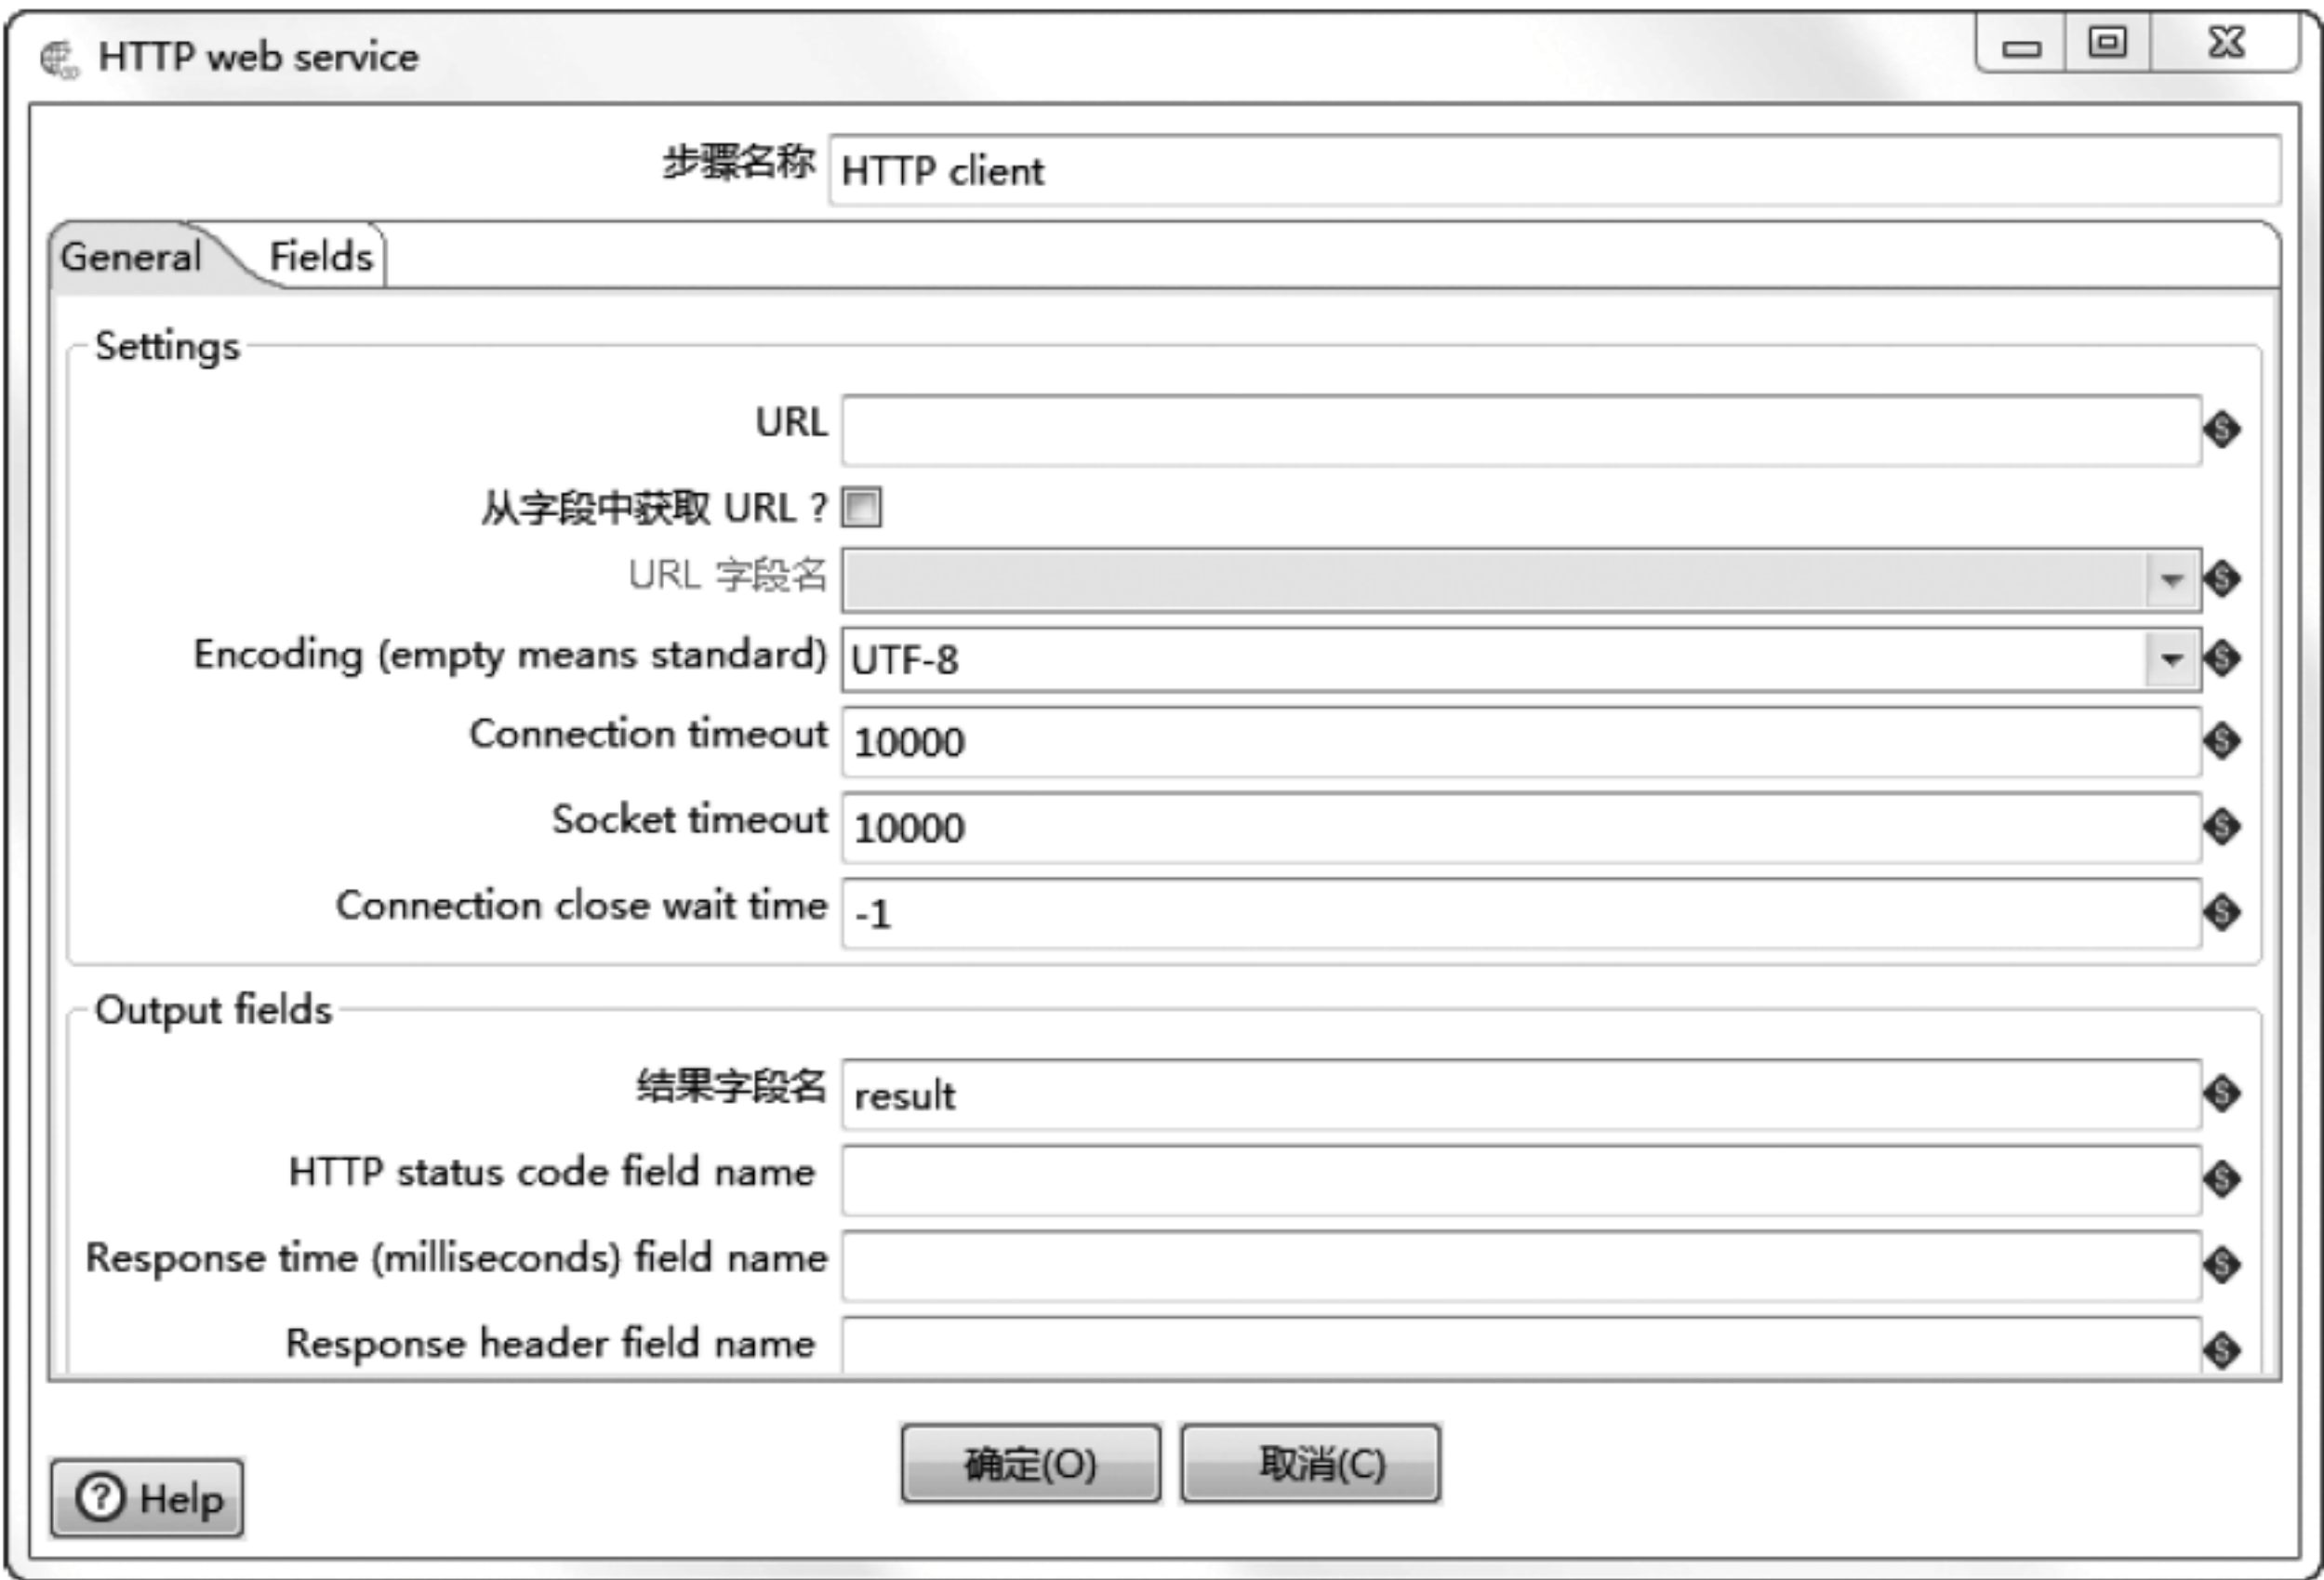 HTTP web service
步骤名称 HTTP client
General Fields
Settings
URL
从字段中获取 URL ?
URL 字段名
Encoding (empty means standard) UTF-8
Connection timeout 10000
Socket timeout 10000
Connection close wait time -1
Output fields
结果字段名 result
HTTP status code field name
Response time (milliseconds) field name
Response header field name
确定(O) 取消(C)
Help